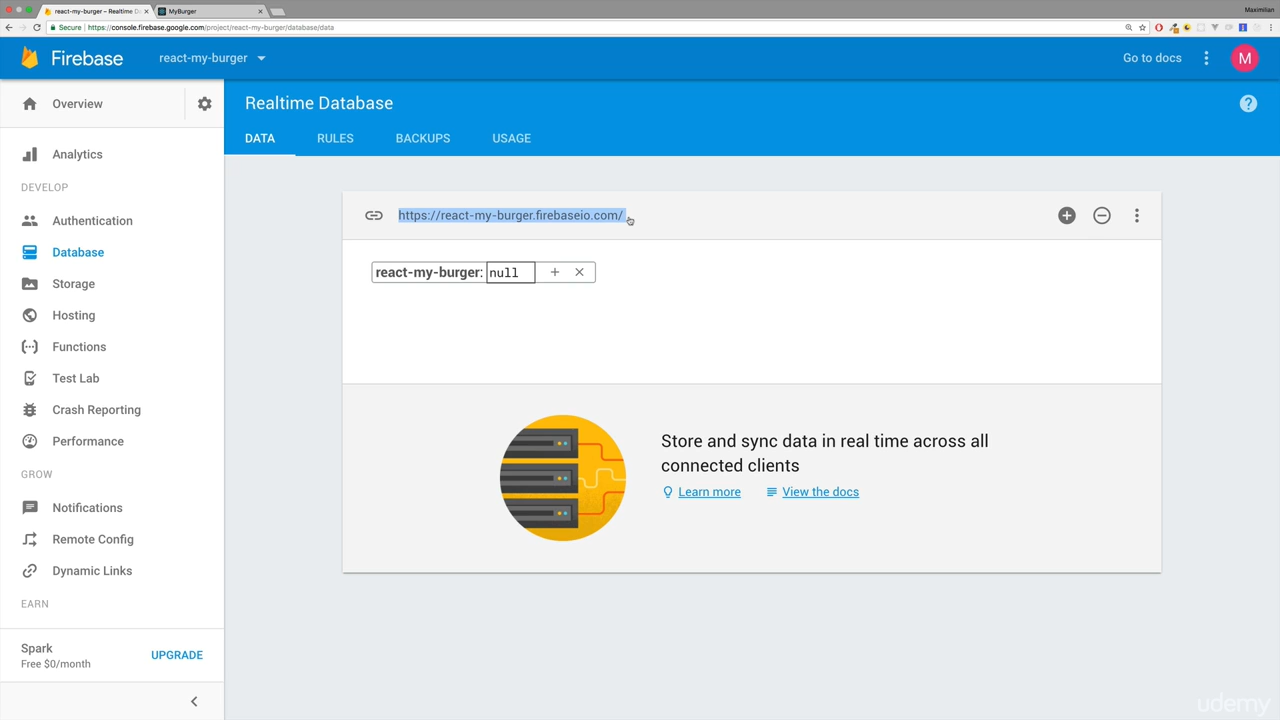 Maximilian
react-my-burger – Realtime Da
MyBurger
Secure
https://console.firebase.google.com/project/react-my-burger/database/data
Firebase
react-my-burger
Go to docs
M
Overview
Realtime Database
DATA
RULES
BACKUPS
USAGE
Analytics
DEVELOP
Authentication
Database
Storage
Hosting
Functions
Test Lab
Crash Reporting
Performance
GROW
Notifications
Remote Config
Dynamic Links
EARN
Spark
Free $0/month
UPGRADE
https://react-my-burger.firebaseio.com/
react-my-burger: null
Store and sync data in real time across all
connected clients
Learn more
View the docs
udemy